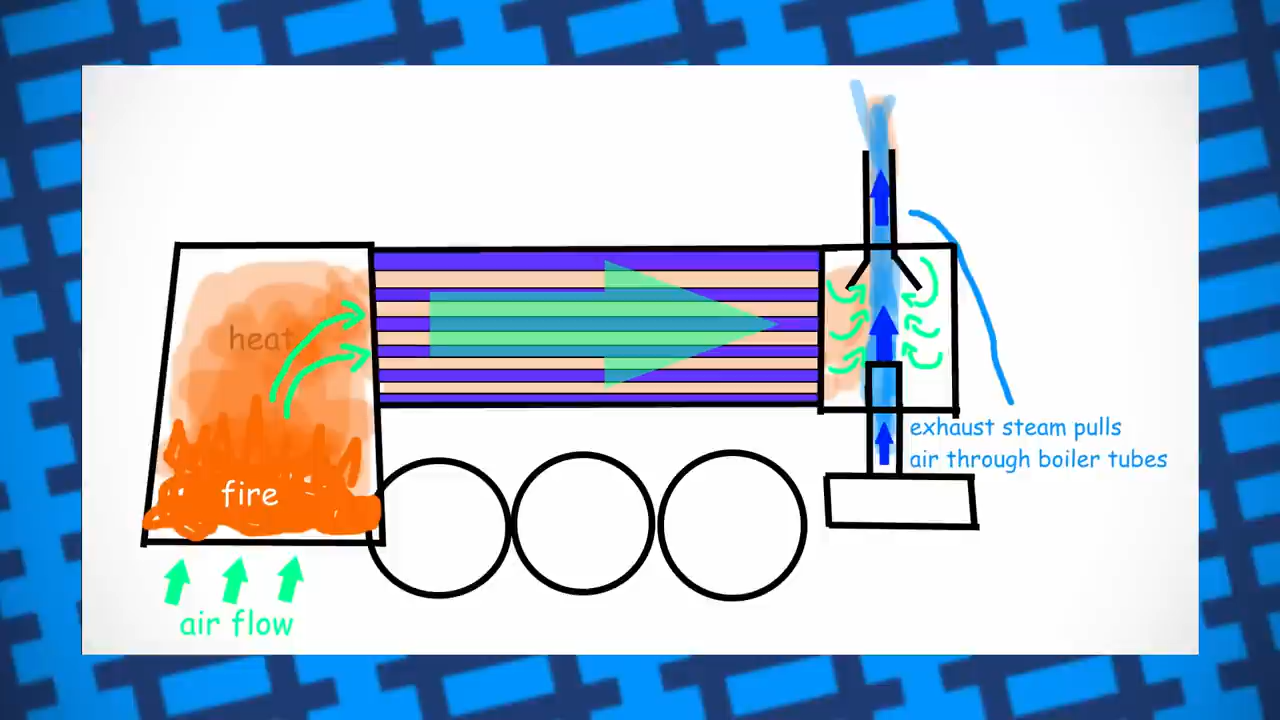 heat
exhaust steam pulls
air through boiler tubes
fire
air flow